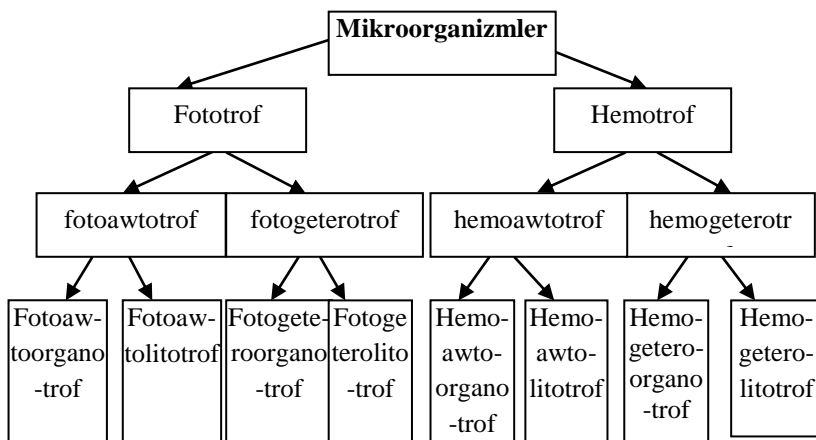 Mikroorganizmler
Fototrof
Hemotrof
fotoawtotrof
fotogeterotrof
hemoawtotrof
hemogeterotr
Fotoaw-
toorgano
-trof
Fotoaw-
tolitotrof
Fotogete-
roorgano
-trof
Fotoge
terolito-
-trof
Hemo-
awto-
organo
-trof
Hemo-
awto-
litotrof
Hemo-
getero-
organo
-trof
Hemo-
getero-
litotrof